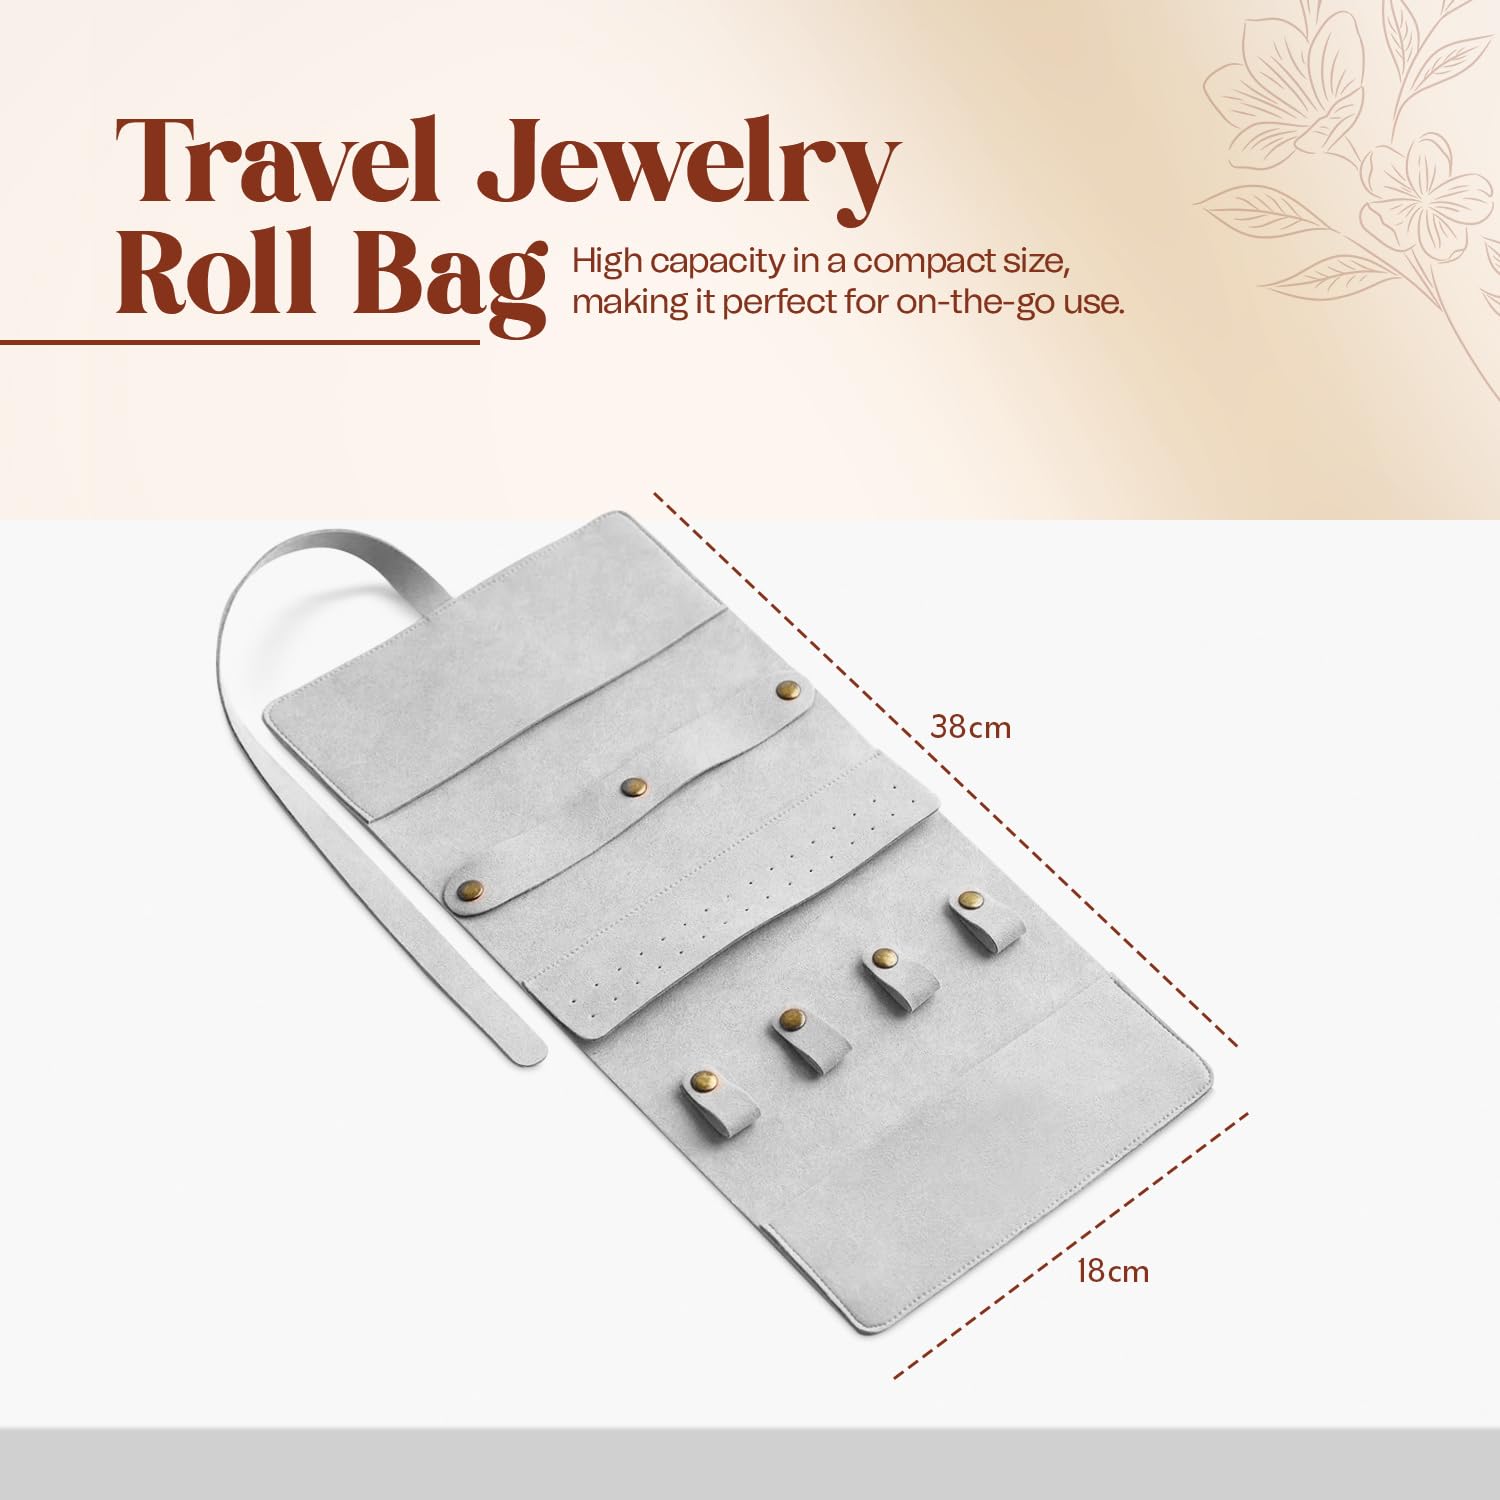 Travel Jewelry
Roll Bag
High capacity in a compact size,
making it perfect for on-the-go use.
38cm
18cm